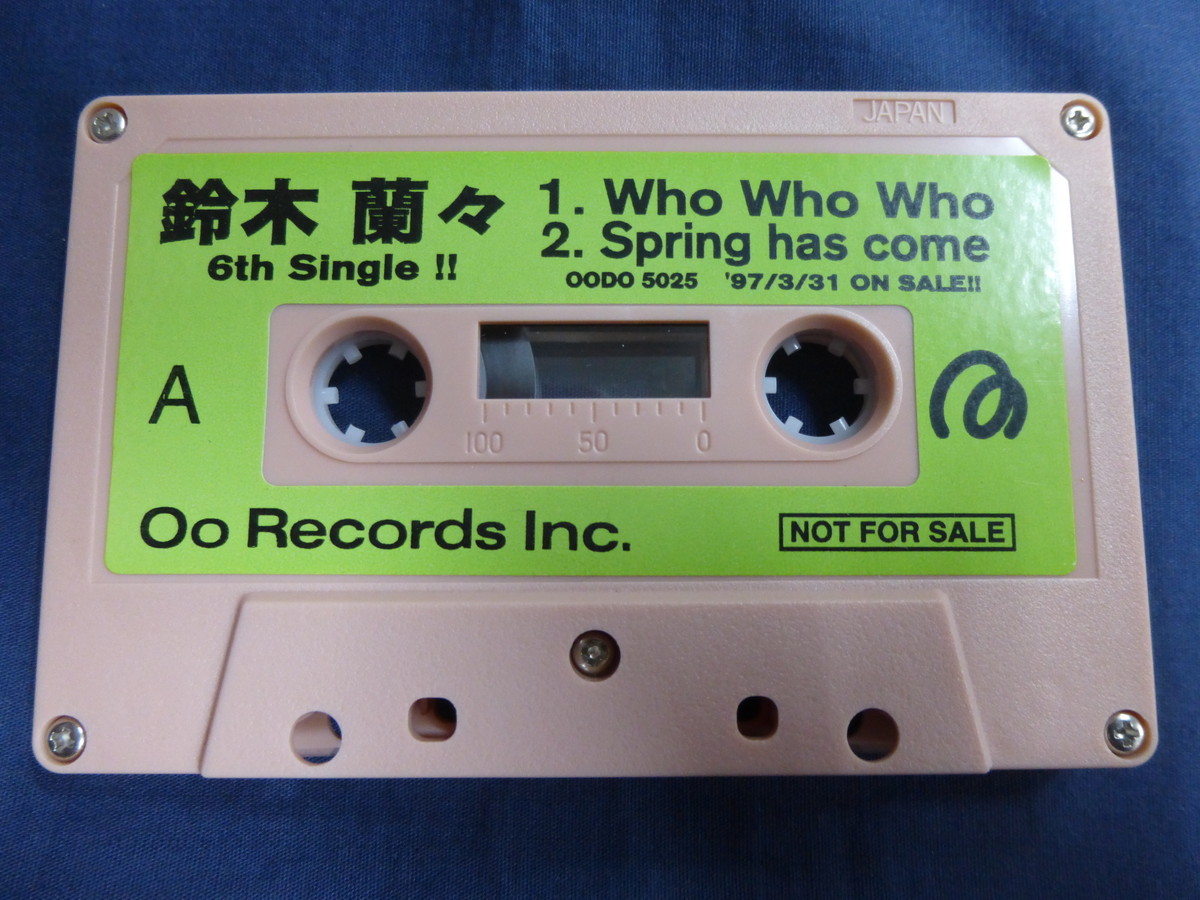 JAPAN
鈴木 蘭々
6th Single !!
1. Who Who Who
2. Spring has come
OODO 5025 '97/3/31 ON SALE!!
A
100 50 0
Oo Records Inc.
NOT FOR SALE